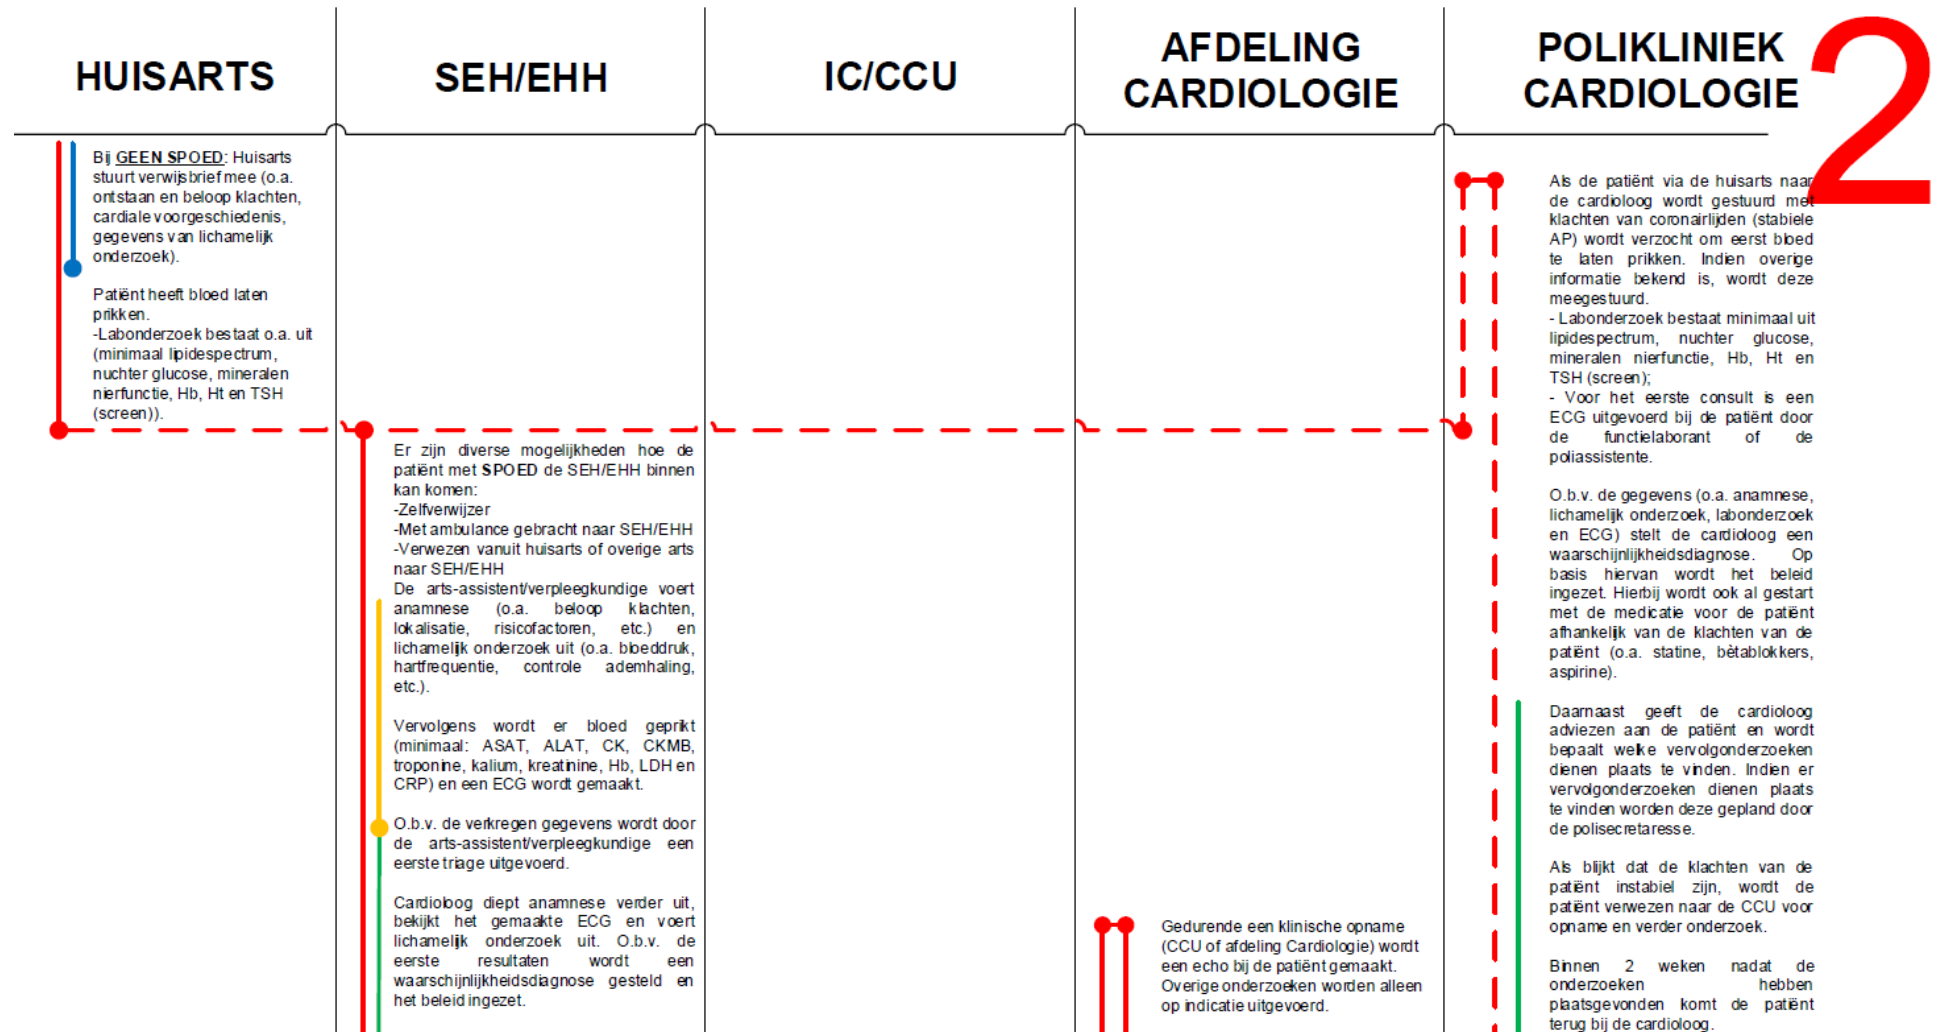 HUISARTS
SEH/EHH
IC/CCU
AFDELING
CARDIOLOGIE
POLIKLINIEK
CARDIOLOGIE
2
Bij GEEN SPOED: Huisarts
stuurt verwijsbrief mee (o.a.
ontstaan en beloop klachten,
cardiale voorgeschiedenis,
gegevens van lichamelijk
onderzoek).
Patiënt heeft bloed laten
prikken.
-Labonderzoek bestaat o.a. uit
(minimaal lipidespectrum,
nuchter glucose, mineralen
nierfunctie, Hb, Ht en TSH
(screen)).
Er zijn diverse mogelijkheden hoe de
patiënt met SPOED de SEH/EHH binnen
kan komen:
-Zelfverwijzer
-Met ambulance gebracht naar SEH/EHH
-Verwezen vanuit huisarts of overige arts
naar SEH/EHH
De arts-assistent/verpleegkundige voert
anamnese (o.a. beloop klachten,
lokalisatie, risicofactoren, etc.) en
lichamelijk onderzoek uit (o.a. bloeddruk,
hartfrequentie, controle ademhaling,
etc.).
Vervolgens wordt er bloed geprikt
(minimaal: ASAT, ALAT, CK, CKMB,
troponine, kalium, kreatinine, Hb, LDH en
CRP) en een ECG wordt gemaakt.
O.b.v. de verkregen gegevens wordt door
de arts-assistent/verpleegkundige een
eerste triage uitgevoerd.
Cardioloog diept anamnese verder uit,
bekijkt het gemaakte ECG en voert
lichamelijk onderzoek uit. O.b.v. de
eerste resultaten wordt een
waarschijnlijkheidsdiagnose gesteld en
het beleid ingezet.
Gedurende een klinische opname
(CCU of afdeling Cardiologie) wordt
een echo bij de patiënt gemaakt.
Overige onderzoeken worden alleen
op indicatie uitgevoerd.
Als de patiënt via de huisarts naar
de cardioloog wordt gestuurd met
klachten van coronairlijden (stabiele
AP) wordt verzocht om eerst bloed
te laten prikken. Indien overige
informatie bekend is, wordt deze
meegestuurd.
- Labonderzoek bestaat minimaal uit
lipidespectrum, nuchter glucose,
mineralen nierfunctie, Hb, Ht en
TSH (screen);
- Voor het eerste consult is een
ECG uitgevoerd bij de patiënt door
de functielaborant of de
poliassistente.
O.b.v. de gegevens (o.a. anamnese,
lichamelijk onderzoek, labonderzoek
en ECG) stelt de cardioloog een
waarschijnlijkheidsdiagnose. Op
basis hiervan wordt het beleid
ingezet. Hierbij wordt ook al gestart
met de medicatie voor de patiënt
afhankelijk van de klachten van de
patiënt (o.a. statine, bètablokkers,
aspirine).
Daarnaast geeft de cardioloog
adviezen aan de patiënt en wordt
bepaalt welke vervolgonderzoeken
dienen plaats te vinden. Indien er
vervolgonderzoeken dienen plaats
te vinden worden deze gepland door
de polisecretaresse.
Als blijkt dat de klachten van de
patiënt instabiel zijn, wordt de
patiënt verwezen naar de CCU voor
opname en verder onderzoek.
Binnen 2 weken nadat de
onderzoeken hebben
plaatsgevonden komt de patiënt
terug bij de cardioloog.